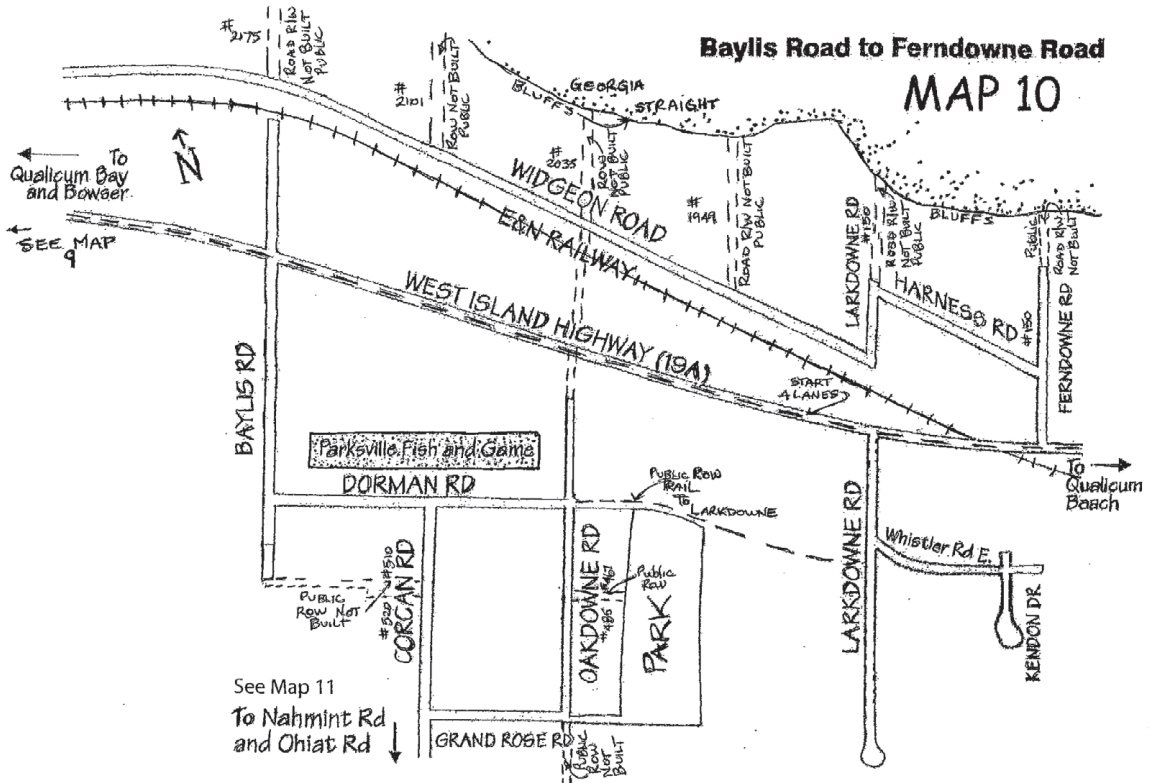 Baylis Road to Ferndowne Road
MAP 10
#
2175
ROAD R/W
NOT BUILT
PUBLIC
#
2101
ROW NOT BUILT
PUBLIC
BLUFFS
GEORGIA
STRAIGHT
#
2035
ROW
NOT BUILT
PUBLIC
#
1949
ROAD R/W NOT BUILT
PUBLIC
LARKDOWNE RD
#150
ROAD R/W
NOT BUILT
PUBLIC
BLUFFS
PUBLIC
ROAD R/W
NOT BUILT
To
Qualicum Bay
and Bowser
N
SEE MAP
9
WIDGEON ROAD
E&N RAILWAY
WEST ISLAND HIGHWAY (19A)
HARNESS RD
#150
FERNDOWNE RD
START
4 LANES
BAYLIS RD
Parksville Fish and Game
DORMAN RD
PUBLIC ROW
TRAIL
TO
LARKDOWNE
To
Qualicum
Beach
LARKDOWNE RD
Whistler Rd E.
KENDON DR
PUBLIC
ROW NOT
BUILT
#510
#520
CORCAN RD
OAKDOWNE RD
#467
#485
Public
Row
PARK
See Map 11
To Nahmint Rd
and Ohiat Rd
GRAND ROSE RD
PUBLIC
ROW
NOT
BUILT